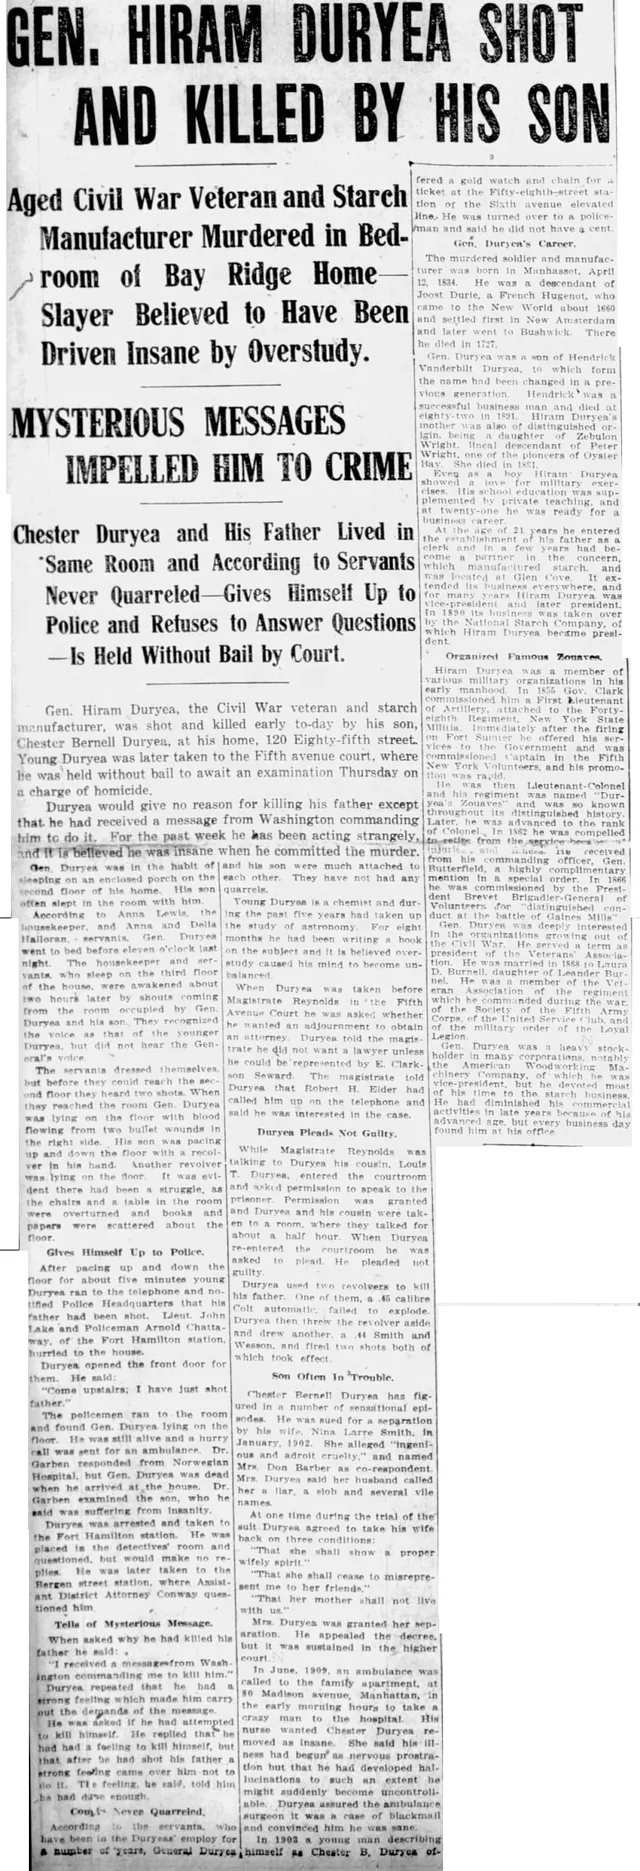 GEN. HIRAM DURYEA SHOT
AND KILLED BY HIS SON
Aged Civil War Veteran and Starch
Manufacturer Murdered in Bed-
room of Bay Ridge Home—
Slayer Believed to Have Been
Driven Insane by Overstudy.
MYSTERIOUS MESSAGES
IMPELLED HIM TO CRIME
Chester Duryea and His Father Lived in
Same Room and According to Servants
Never Quarreled—Gives Himself Up to
Police and Refuses to Answer Questions
—Is Held Without Bail by Court.
Gen. Hiram Duryea, the Civil War veteran and starch
manufacturer, was shot and killed early to-day by his son,
Chester Bernell Duryea, at his home, 120 Eighty-fifth street.
Young Duryea was later taken to the Fifth avenue court, where
he was held without bail to await an examination Thursday on
a charge of homicide.
Duryea would give no reason for killing his father except
that he had received a message from Washington commanding
him to do it. For the past week he has been acting strangely,
and it is believed he was insane when he committed the murder.
Gen. Duryea was in the habit of
sleeping on an enclosed porch on the
second floor of his home. His son
often slept in the room with him.
According to Anna Lewis, the
housekeeper, and Anna and Della
Halloran, servants, Gen. Duryea
went to bed before eleven o'clock last
night. The housekeeper and ser-
vants, who sleep on the third floor
of the house, were awakened about
two hours later by shouts coming
from the room occupied by Gen.
Duryea and his son. They recognized
the voice as that of the younger
Duryea, but did not hear the Gen-
eral's voice.
The servants dressed themselves,
but before they could reach the sec-
ond floor they heard two shots. When
they reached the room Gen. Duryea
was lying on the floor with blood
flowing from two bullet wounds in
the right side. His son was pacing
up and down the floor with a recol-
ver in his hand. Another revolver
was lying on the floor. It was evi-
dent there had been a struggle, as
the chairs and a table in the room
were overturned and books and
papers were scattered about the
floor.
Gives Himself Up to Police.
After pacing up and down the
floor for about five minutes young
Duryea ran to the telephone and no-
tified Police Headquarters that his
father had been shot. Lieut. John
Lake and Policeman Arnold Chatta-
way, of the Fort Hamilton station,
hurried to the house.
Duryea opened the front door for
them. He said:
"Come upstairs; I have just shot
father."
The policemen ran to the room
and found Gen. Duryea lying on the
floor. He was still alive and a hurry
call was sent for an ambulance. Dr.
Garben responded from Norwegian
Hospital, but Gen. Duryea was dead
when he arrived at the house. Dr.
Garben examined the son, who he
said was suffering from insanity.
Duryea was arrested and taken to
the Fort Hamilton station. He was
placed in the detectives' room and
questioned, but would make no re-
plies. He was later taken to the
Bergen street station, where Assist-
ant District Attorney Conway ques-
tioned him.
Tells of Mysterious Message.
When asked why he had killed his
father he said:
"I received a message from Wash-
ington commanding me to kill him."
Duryea repeated that he had a
strong feeling which made him carry
out the demands of the message.
He was asked if he had attempted
to kill himself. He replied that he
had had a feeling to kill himself, but
that after he had shot his father a
strong feeling came over him not to
do it. The feeling, he said, told him
he had done enough.
Never Quarreled.
According to the servants, who
have been in the Duryeas' employ for
a number of years, General Duryea
and his son were much attached to
each other. They have not had any
quarrels.
Young Duryea is a chemist and dur-
ing the past five years had taken up
the study of astronomy. For eight
months he had been writing a book
on the subject and it is believed over-
study caused his mind to become un-
balanced.
When Duryea was taken before
Magistrate Reynolds in the Fifth
Avenue Court he was asked whether
he wanted an adjournment to obtain
an attorney. Duryea told the magis-
trate he did not want a lawyer unless
he could be represented by E. Clark-
son Seward. The magistrate told
Duryea that Robert H. Elder had
called him up on the telephone and
said he was interested in the case.
Duryea Pleads Not Guilty.
While Magistrate Reynolds was
talking to Duryea his cousin, Louis
T. Duryea, entered the courtroom
and asked permission to speak to the
prisoner. Permission was granted
and Duryea and his cousin were tak-
en to a room, where they talked for
about a half hour. When Duryea
re-entered the courtroom he was
asked to plead. He pleaded not
guilty.
Duryea used two revolvers to kill
his father. One of them, a .45 calibre
Colt automatic, failed to explode.
Duryea then threw the revolver aside
and drew another, a .44 Smith and
Wesson, and fired two shots both of
which took effect.
Son Often In Trouble.
Chester Bernell Duryea has fig-
ured in a number of sensational epi-
sodes. He was sued for a separation
by his wife, Nina Larre Smith, in
January, 1902. She alleged "ingeni-
ous and adroit cruelty," and named
Mrs. Don Barber as co-respondent.
Mrs. Duryea said her husband called
her a liar, a slob and several vile
names.
At one time during the trial of the
suit Duryea agreed to take his wife
back on three conditions:
"That she shall show a proper
wifely spirit."
"That she shall cease to misrepre-
sent me to her friends."
"That her mother shall not live
with us."
Mrs. Duryea was granted her sep-
aration. He appealed the decree,
but it was sustained in the higher
court.
In June, 1909, an ambulance was
called to the family apartment, at
80 Madison avenue, Manhattan, in
the early morning hours to take a
crazy man to the hospital. His
nurse wanted Chester Duryea re-
moved as insane. She said his ill-
ness had begun as nervous prostra-
tion but that he had developed hal-
lucinations to such an extent he
might suddenly become uncontroll-
able. Duryea assured the ambulance
surgeon it was a case of blackmail
and convinced him he was sane.
In 1903 a young man describing
himself as Chester B. Duryea of-
fered a gold watch and chain for a
ticket at the Fifty-eighth-street sta-
tion of the Sixth avenue elevated
line. He was turned over to a police-
man and said he did not have a cent.
Gen. Duryea's Career.
The murdered soldier and manufac-
turer was born in Manhasset, April
12, 1834. He was a descendant of
Joost Durie, a French Hugenot, who
came to the New World about 1660
and settled first in New Amsterdam
and later went to Bushwick. There
he died in 1727.
Gen. Duryea was a son of Hendrick
Vanderbilt Duryea, to which form
the name had been changed in a pre-
vious generation. Hendrick was a
successful business man and died at
eighty-two in 1891. Hiram Duryea's
mother was also of distinguished or-
igin, being a daughter of Zebulon
Wright, lineal descendant of Peter
Wright, one of the pioneers of Oyster
Bay. She died in 1881.
Even as a boy Hiram Duryea
showed a love for military exer-
cises. His school education was sup-
plemented by private teaching, and
at twenty-one he was ready for a
business career.
At the age of 21 years he entered
the establishment of his father as a
clerk and in a few years had be-
come a partner in the concern,
which manufactured starch, and
was located at Glen Cove. It ex-
tended its business everywhere, and
for many years Hiram Duryea was
vice-president and later president.
In 1890 its business was taken over
by the National Starch Company, of
which Hiram Duryea became presi-
dent.
Organized Famous Zouaves.
Hiram Duryea was a member of
various military organizations in his
early manhood. In 1855 Gov. Clark
commissioned him a First Lieutenant
of Artillery, attached to the Forty-
eighth Regiment, New York State
Militia. Immediately after the firing
on Fort Sumter he offered his ser-
vices to the Government and was
commissioned Captain in the Fifth
New York Volunteers, and his promo-
tion was rapid.
He was then Lieutenant-Colonel
and his regiment was named "Dur-
yea's Zouaves" and was so known
throughout its distinguished history.
Later, he was advanced to the rank
of Colonel. In 1862 he was compelled
to retire from the service
received
from his commanding officer, Gen.
Butterfield, a highly complimentary
mention in a special order. In 1866
he was commissioned by the Presi-
dent Brevet Brigadier-General of
Volunteers for "distinguished con-
duct at the battle of Gaines Mills"
Gen. Duryea was deeply interested
in the organizations growing out of
the Civil War. He served a term as
president of the Veterans' Associa-
tion. He was married in 1868 to Laura
D. Burnell, daughter of Leander Bur-
nel. He was a member of the Vet-
eran Association of the regiment
which he commanded during the war,
of the Society of the Fifth Army
Corps, of the United Service Club, and
of the military order of the Loyal
Legion.
Gen. Duryea was a heavy stock-
holder in many corporations, notably
the American Woodworking Ma-
chinery Company, of which he was
vice-president, but he devoted most
of his time to the starch business.
He had diminished his commercial
activities in late years because of his
advanced age, but every business day
found him at his office.